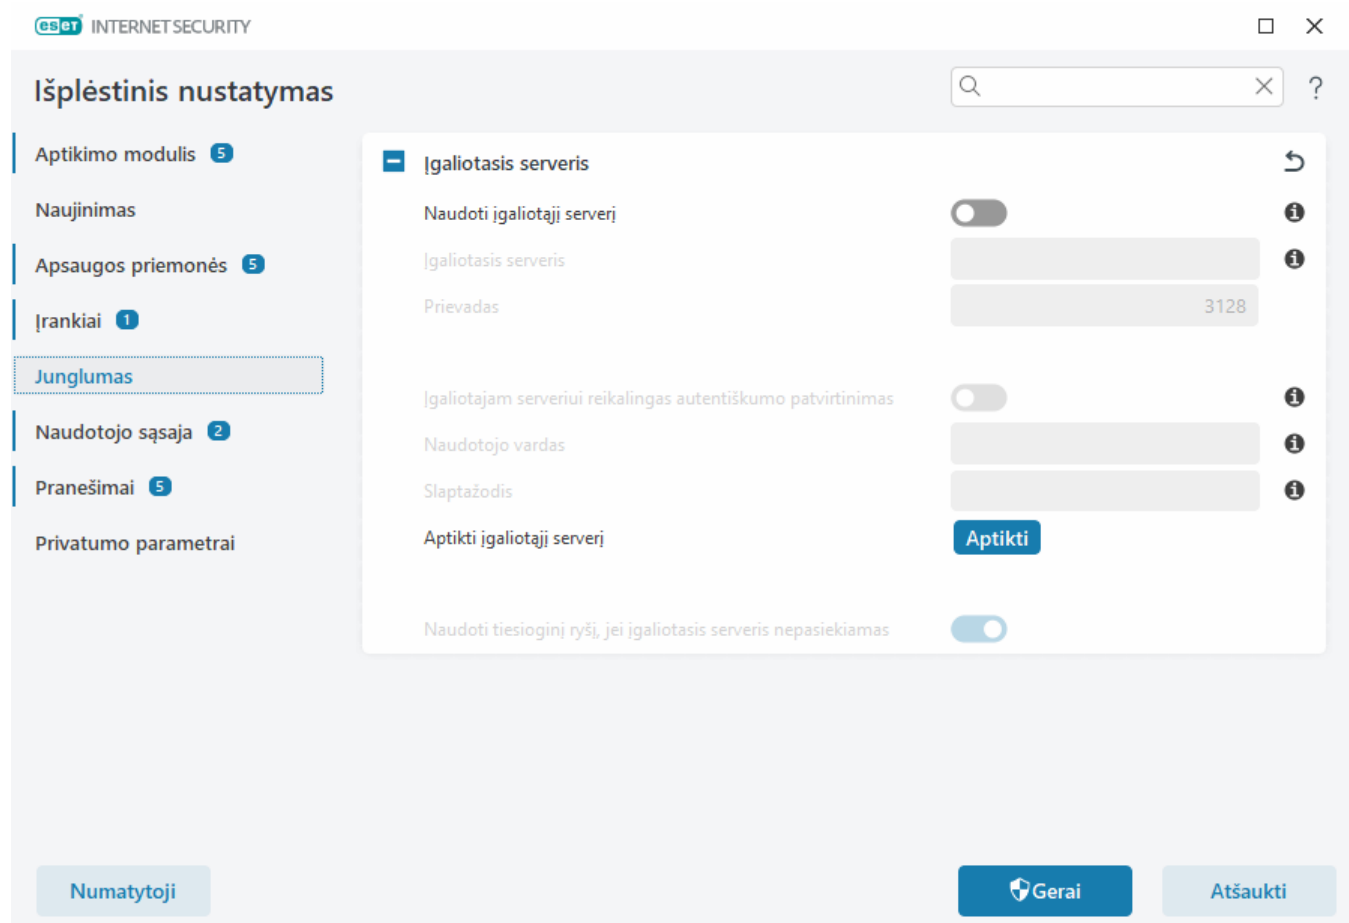 eset INTERNET SECURITY
Išplėstinis nustatymas
?
Aptikimo modulis 5
Naujinimas
Apsaugos priemonės 5
Įrankiai 1
Junglumas
Naudotojo sąsaja 2
Pranešimai 5
Privatumo parametrai
Įgaliotasis serveris
Naudoti įgaliotąjį serverį
Įgaliotasis serveris
Prievadas 3128
Įgaliotajam serveriui reikalingas autentiškumo patvirtinimas
Naudotojo vardas
Slaptažodis
Aptikti įgaliotąjį serverį Aptikti
Naudoti tiesioginį ryšį, jei įgaliotasis serveris nepasiekiamas
Numatytoji Gerai Atšaukti